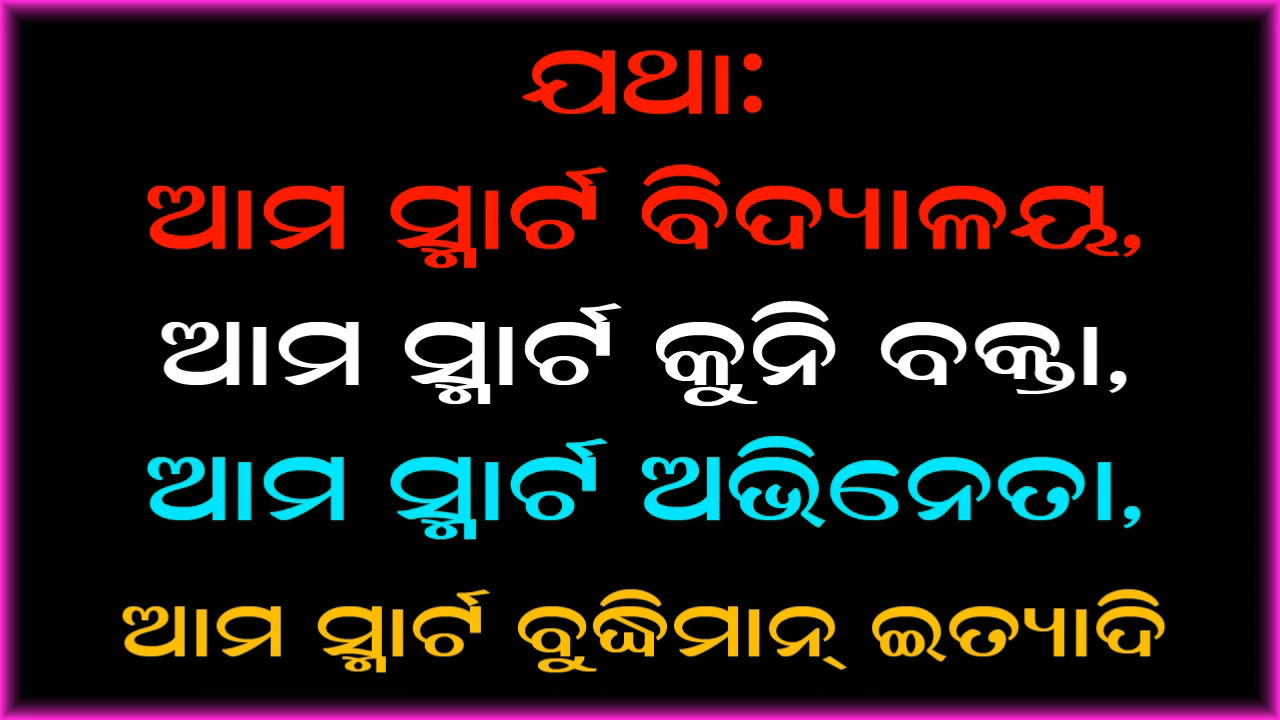 ଯଥା:
ଆମ ସ୍ମାର୍ଟ ବିଦ୍ୟାଳୟ,
ଆମ ସ୍ମାର୍ଟ କୁନି ବକ୍ତା,
ଆମ ସ୍ମାର୍ଟ ଅଭିନେତା,
ଆମ ସ୍ମାର୍ଟ ବୁଦ୍ଧିମାନ୍ ଇତ୍ୟାଦି